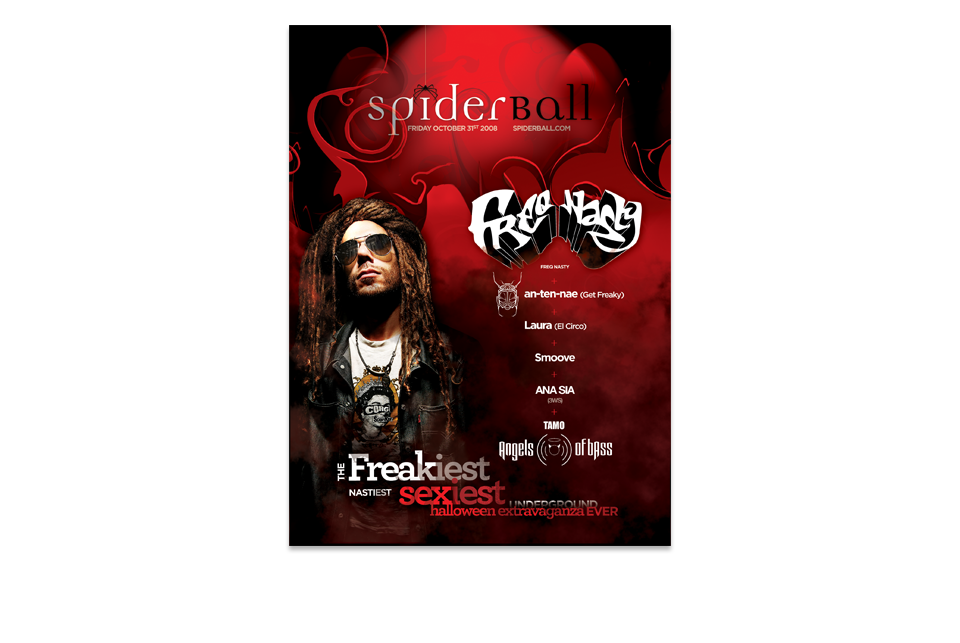 spiderBall
FRIDAY OCTOBER 31ST 2008 SPIDERBALL.COM
FREQ NASTY
FREQ NASTY
an-ten-nae (Get Freaky)
+
Laura (El Circo)
+
Smoove
+
ANA SIA
(3WS)
+
TAMO
Angels of bAss
THE Freakiest
NASTIEST sexiest UNDERGROUND
halloween extravaganza EVER